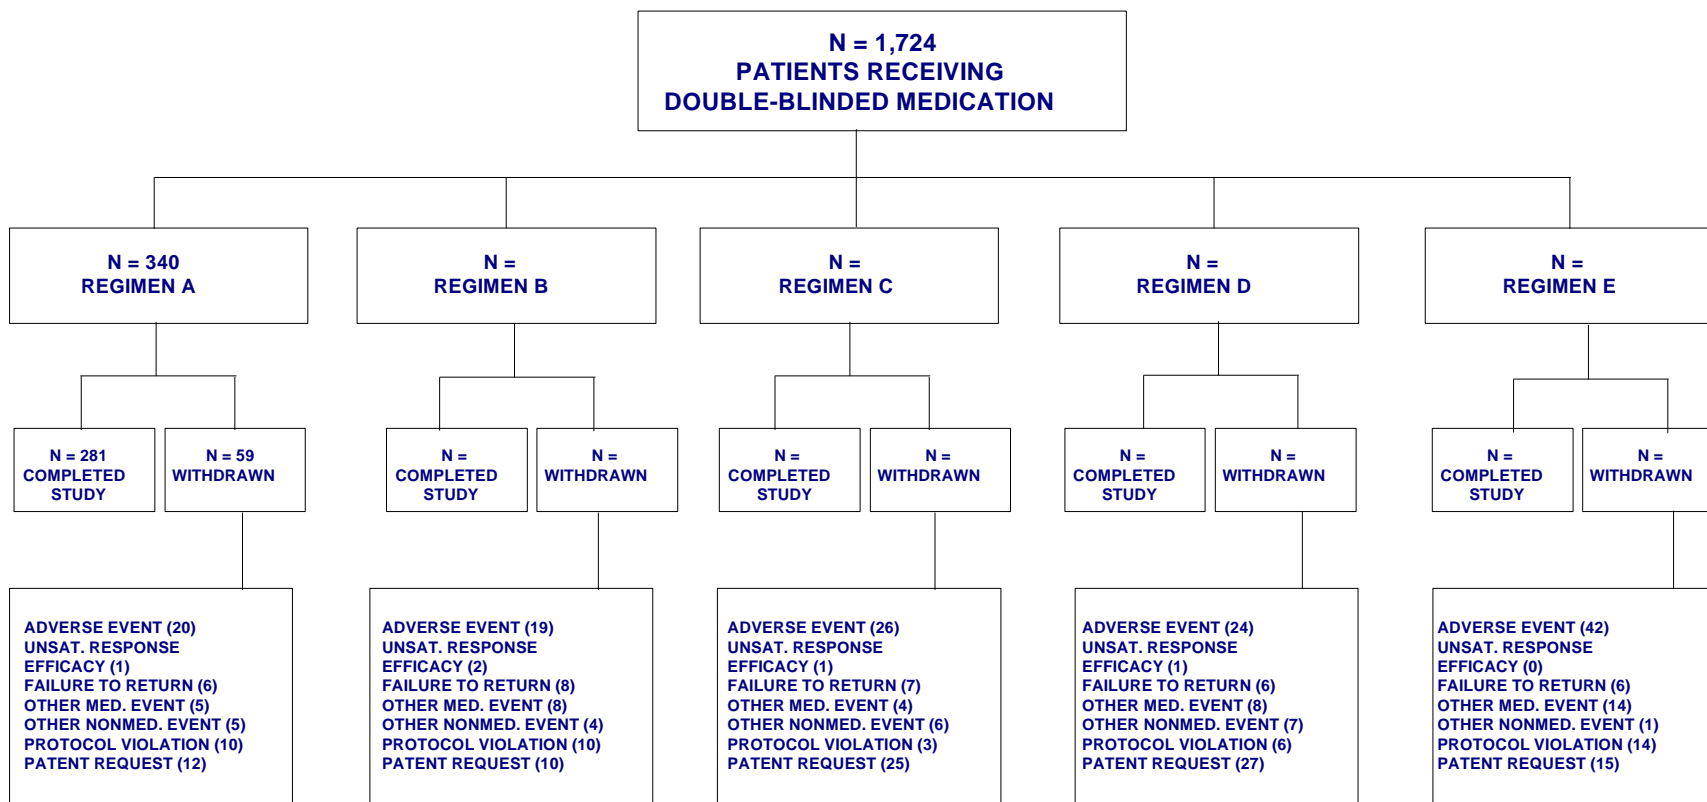 N = 1,724
PATIENTS RECEIVING
DOUBLE-BLINDED MEDICATION
N = 340
REGIMEN A
N =
REGIMEN B
N =
REGIMEN C
N =
REGIMEN D
N =
REGIMEN E
N = 281
COMPLETED
STUDY
N = 59
WITHDRAWN
N =
COMPLETED
STUDY
N =
WITHDRAWN
N =
COMPLETED
STUDY
N =
WITHDRAWN
N =
COMPLETED
STUDY
N =
WITHDRAWN
N =
COMPLETED
STUDY
N =
WITHDRAWN
ADVERSE EVENT (20)
UNSAT. RESPONSE
EFFICACY (1)
FAILURE TO RETURN (6)
OTHER MED. EVENT (5)
OTHER NONMED. EVENT (5)
PROTOCOL VIOLATION (10)
PATENT REQUEST (12)
ADVERSE EVENT (19)
UNSAT. RESPONSE
EFFICACY (2)
FAILURE TO RETURN (8)
OTHER MED. EVENT (8)
OTHER NONMED. EVENT (4)
PROTOCOL VIOLATION (10)
PATENT REQUEST (10)
ADVERSE EVENT (26)
UNSAT. RESPONSE
EFFICACY (1)
FAILURE TO RETURN (7)
OTHER MED. EVENT (4)
OTHER NONMED. EVENT (6)
PROTOCOL VIOLATION (3)
PATENT REQUEST (25)
ADVERSE EVENT (24)
UNSAT. RESPONSE
EFFICACY (1)
FAILURE TO RETURN (6)
OTHER MED. EVENT (8)
OTHER NONMED. EVENT (7)
PROTOCOL VIOLATION (6)
PATENT REQUEST (27)
ADVERSE EVENT (42)
UNSAT. RESPONSE
EFFICACY (0)
FAILURE TO RETURN (6)
OTHER MED. EVENT (14)
OTHER NONMED. EVENT (1)
PROTOCOL VIOLATION (14)
PATENT REQUEST (15)